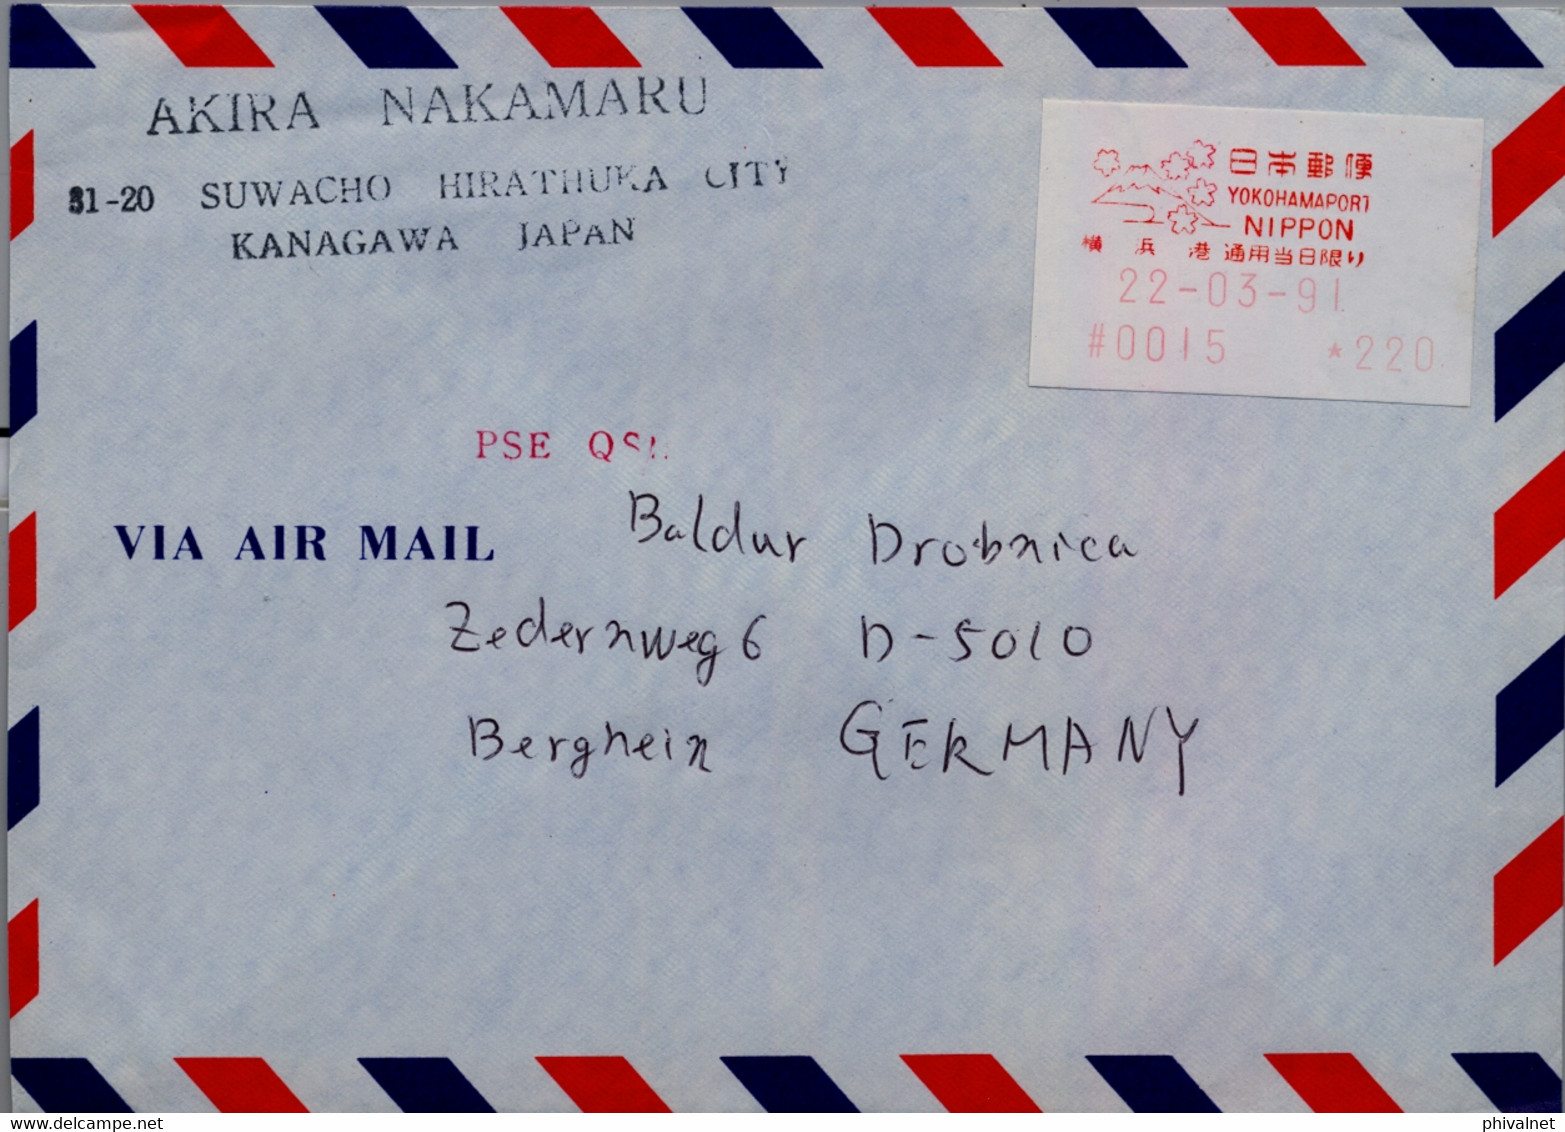 AKIRA NAKAMARU
31-20 SUWACHO HIRATHUKA CITY
KANAGAWA JAPAN
日本郵便
YOKOHAMAPORT
NIPPON
横浜港 通用当日限り
22-03-91
#0015 *220
PSE QSL
VIA AIR MAIL
Baldur Drobnica
Zedernweg 6 D-5010
Berghein GERMANY
delcampe.net
phivalnet